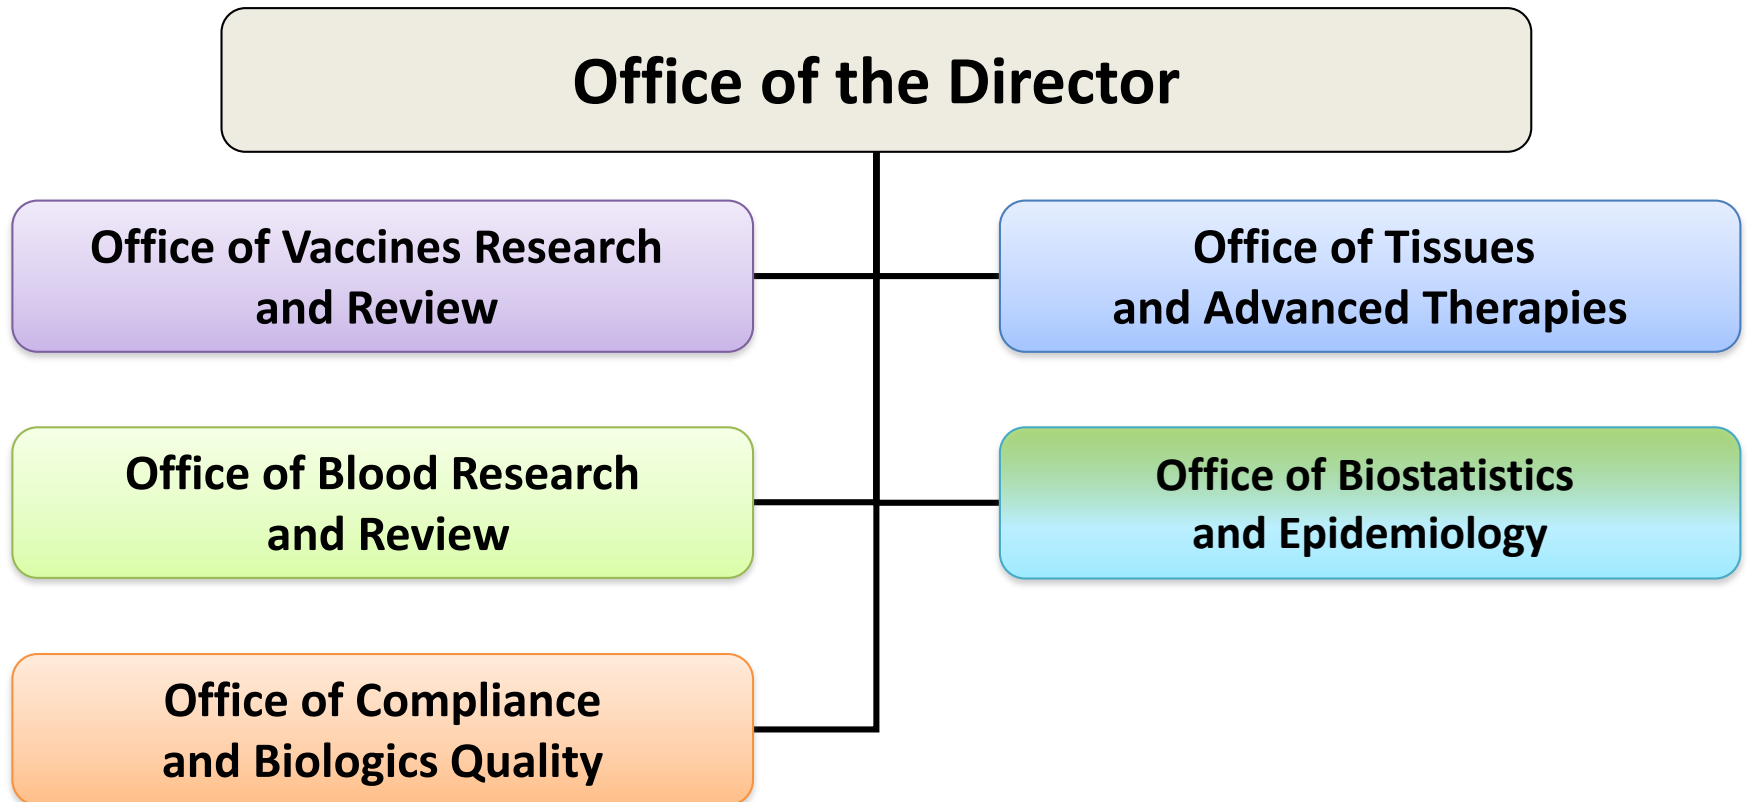 Office of the Director
Office of Vaccines Research
and Review
Office of Tissues
and Advanced Therapies
Office of Blood Research
and Review
Office of Biostatistics
and Epidemiology
Office of Compliance
and Biologics Quality